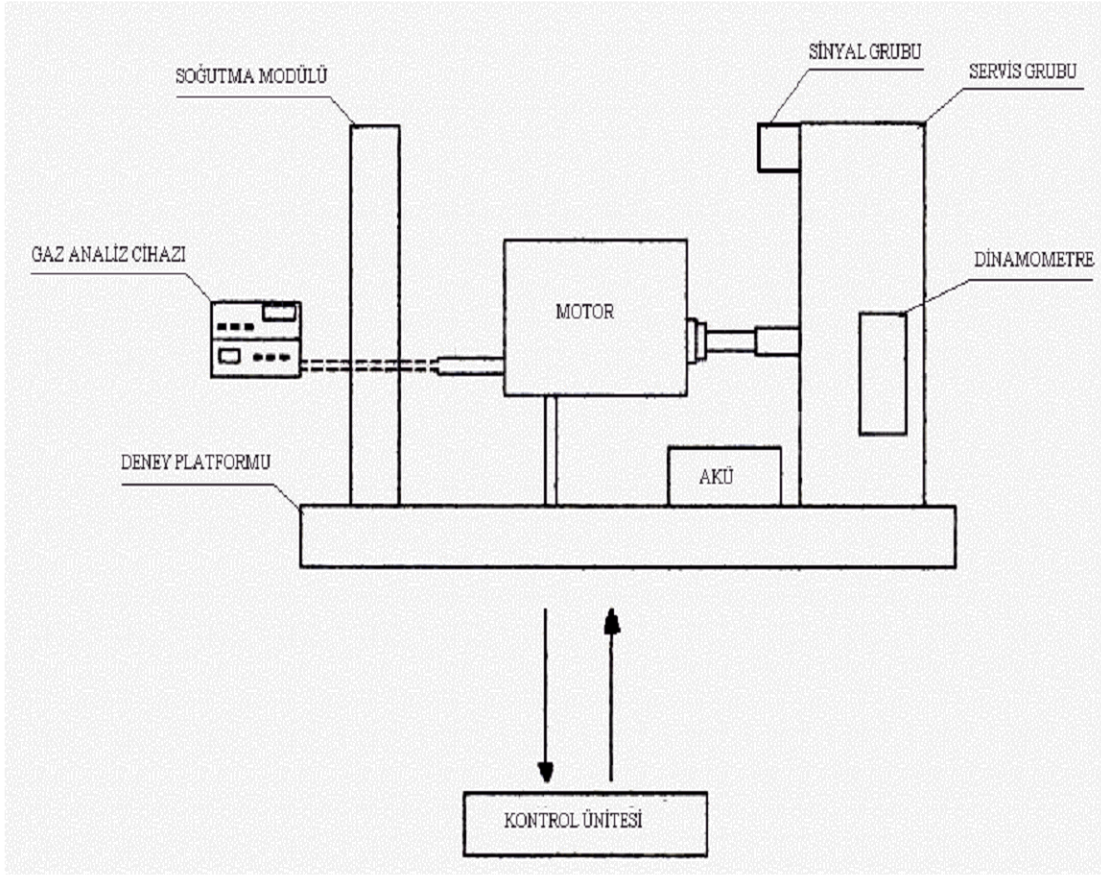 SİNYAL GRUBU
SOĞUTMA MODÜLÜ
SERVİS GRUBU
GAZ ANALİZ CİHAZI
DİNAMOMETRE
MOTOR
DENEY PLATFORMU
AKÜ
KONTROL ÜNİTESİ